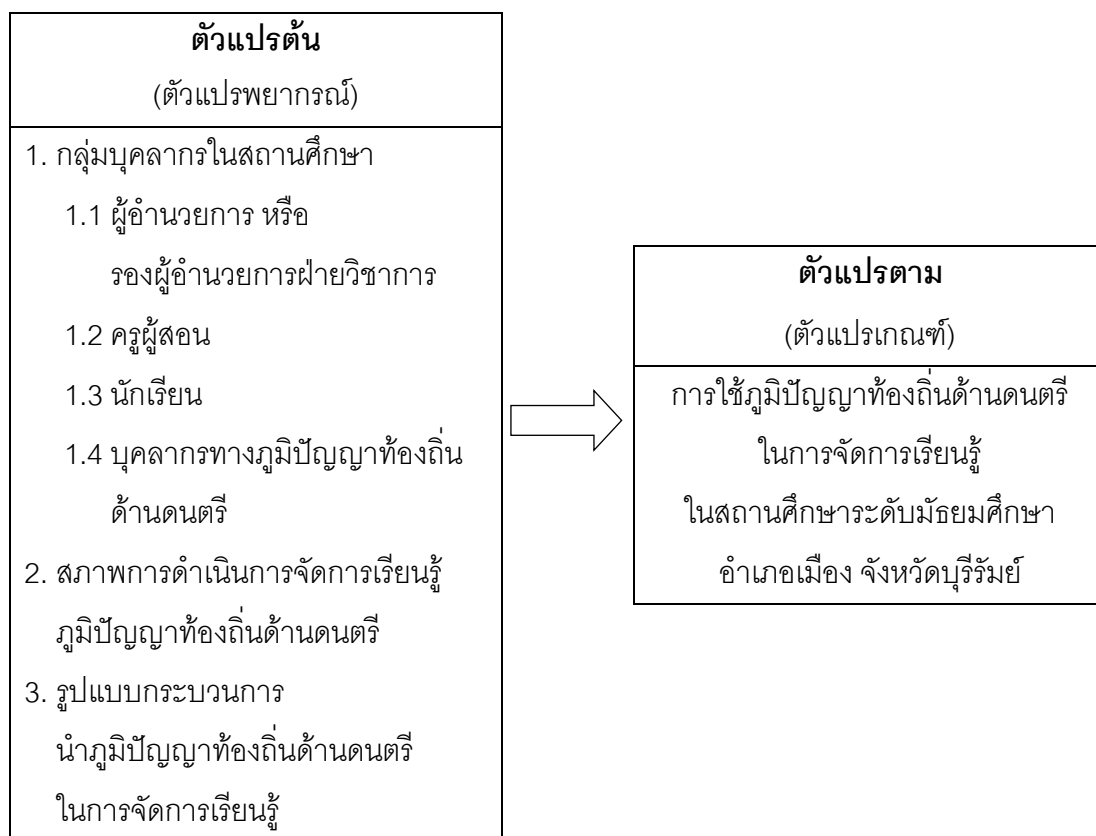 ตัวแปรต้น
(ตัวแปรพยากรณ์)
1. กลุ่มบุคลากรในสถานศึกษา
1.1 ผู้อำนวยการ หรือ
รองผู้อำนวยการฝ่ายวิชาการ
1.2 ครูผู้สอน
1.3 นักเรียน
1.4 บุคลากรทางภูมิปัญญาท้องถิ่น
ด้านดนตรี
2. สภาพการดำเนินการจัดการเรียนรู้
ภูมิปัญญาท้องถิ่นด้านดนตรี
3. รูปแบบกระบวนการ
นำภูมิปัญญาท้องถิ่นด้านดนตรี
ในการจัดการเรียนรู้
ตัวแปรตาม
(ตัวแปรเกณฑ์)
การใช้ภูมิปัญญาท้องถิ่นด้านดนตรี
ในการจัดการเรียนรู้
ในสถานศึกษาระดับมัธยมศึกษา
อำเภอเมือง จังหวัดบุรีรัมย์